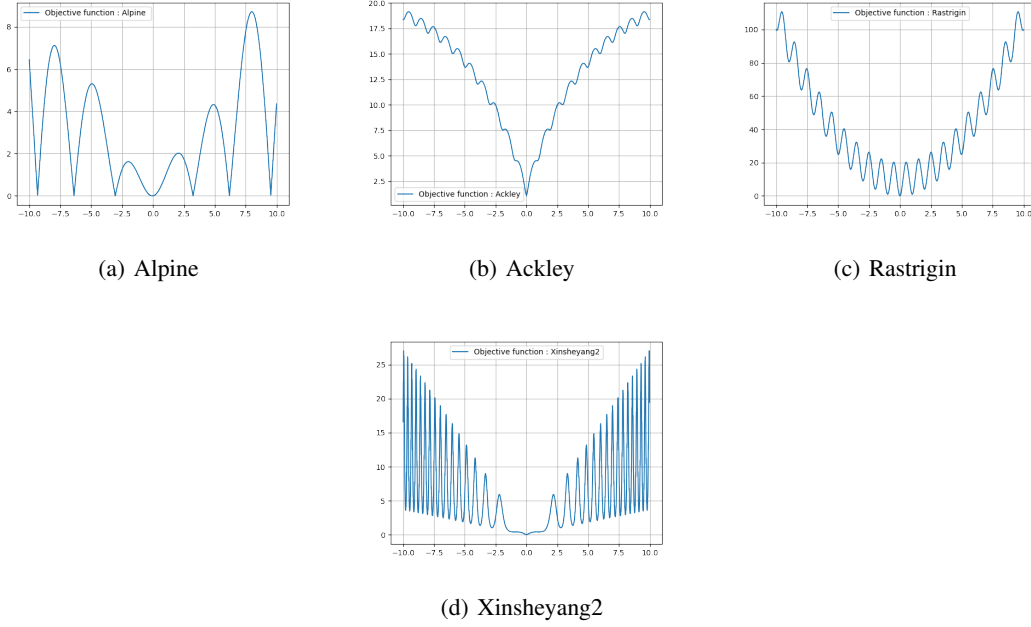 Objective function : Alpine
8
6
4
2
0
−10.0 −7.5 −5.0 −2.5 0.0 2.5 5.0 7.5 10.0
(a) Alpine
20.0
17.5
15.0
12.5
10.0
7.5
5.0
2.5
Objective function : Ackley
−10.0 −7.5 −5.0 −2.5 0.0 2.5 5.0 7.5 10.0
(b) Ackley
Objective function : Rastrigin
100
80
60
40
20
0
−10.0 −7.5 −5.0 −2.5 0.0 2.5 5.0 7.5 10.0
(c) Rastrigin
Objective function : Xinsheyang2
25
20
15
10
5
0
−10.0 −7.5 −5.0 −2.5 0.0 2.5 5.0 7.5 10.0
(d) Xinsheyang2